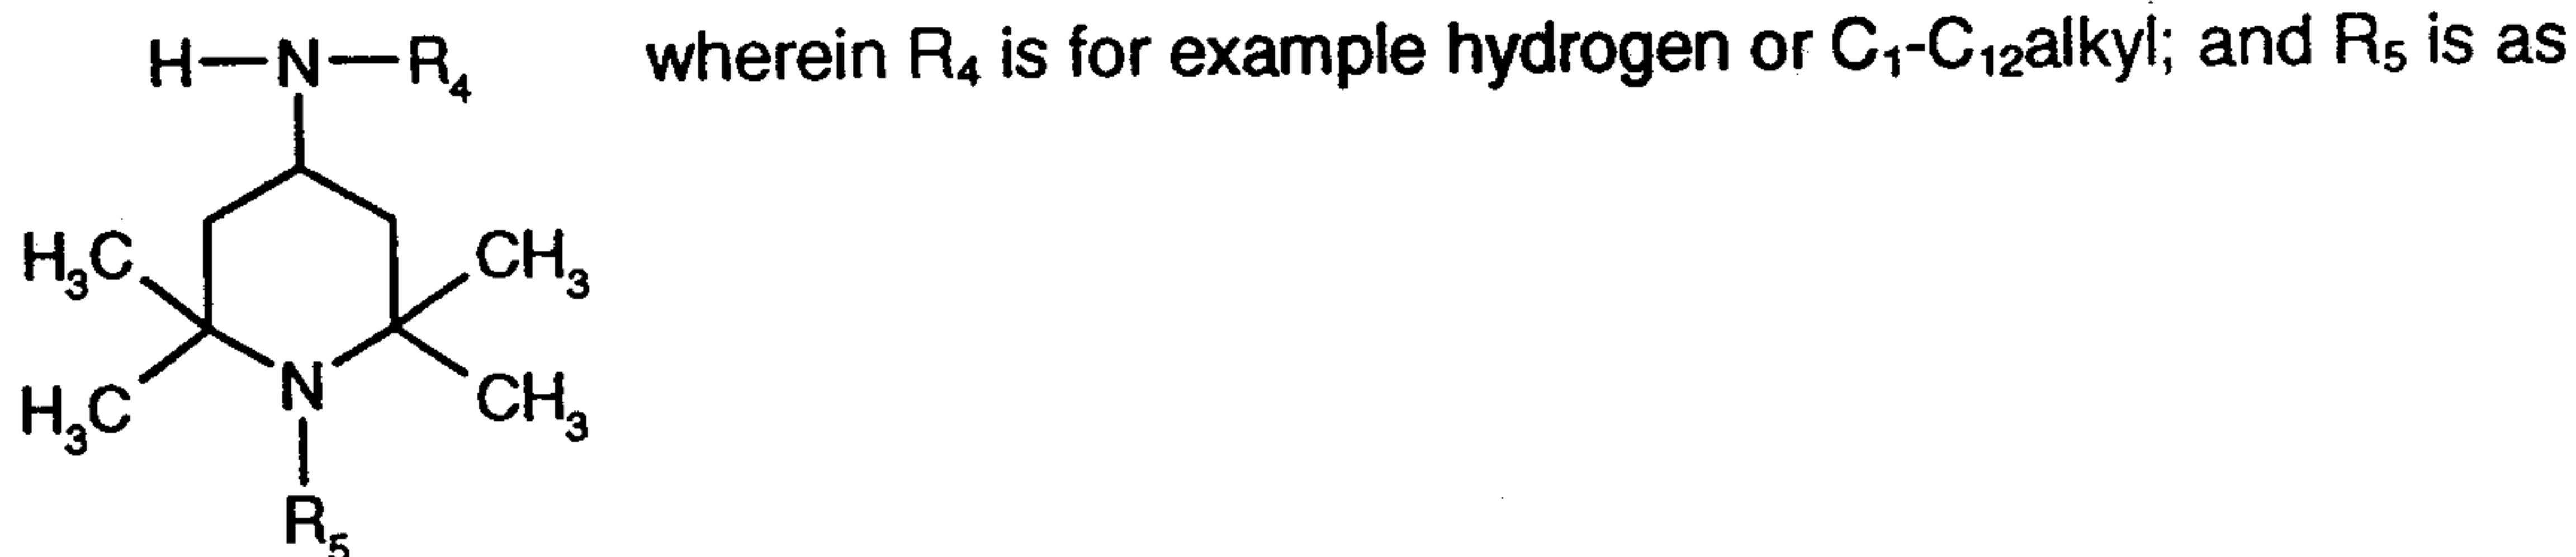 H—N—R₄ wherein R₄ is for example hydrogen or C₁-C₁₂alkyl; and R₅ is as
H₃C CH₃
N
H₃C CH₃
R₅